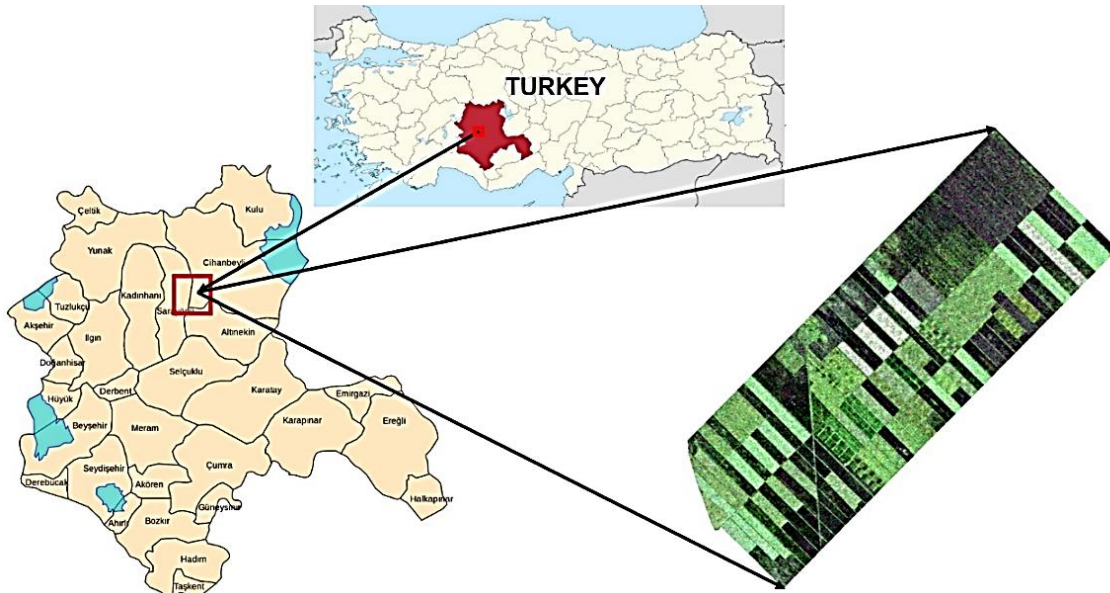 TURKEY
Çeltik
Kulu
Yunak
Cihanbeyli
Kadınhanı
Tuzlukçu
Akşehir
Ilgın
Altınekin
Doğanhisar
Selçuklu
Hüyük
Derbent
Karatay
Emirgazi
Beyşehir
Meram
Karapınar
Ereğli
Seydişehir
Çumra
Derebucak
Akören
Halkapınar
Güneysınır
Ahırlı
Bozkır
Hadım
Taşkent